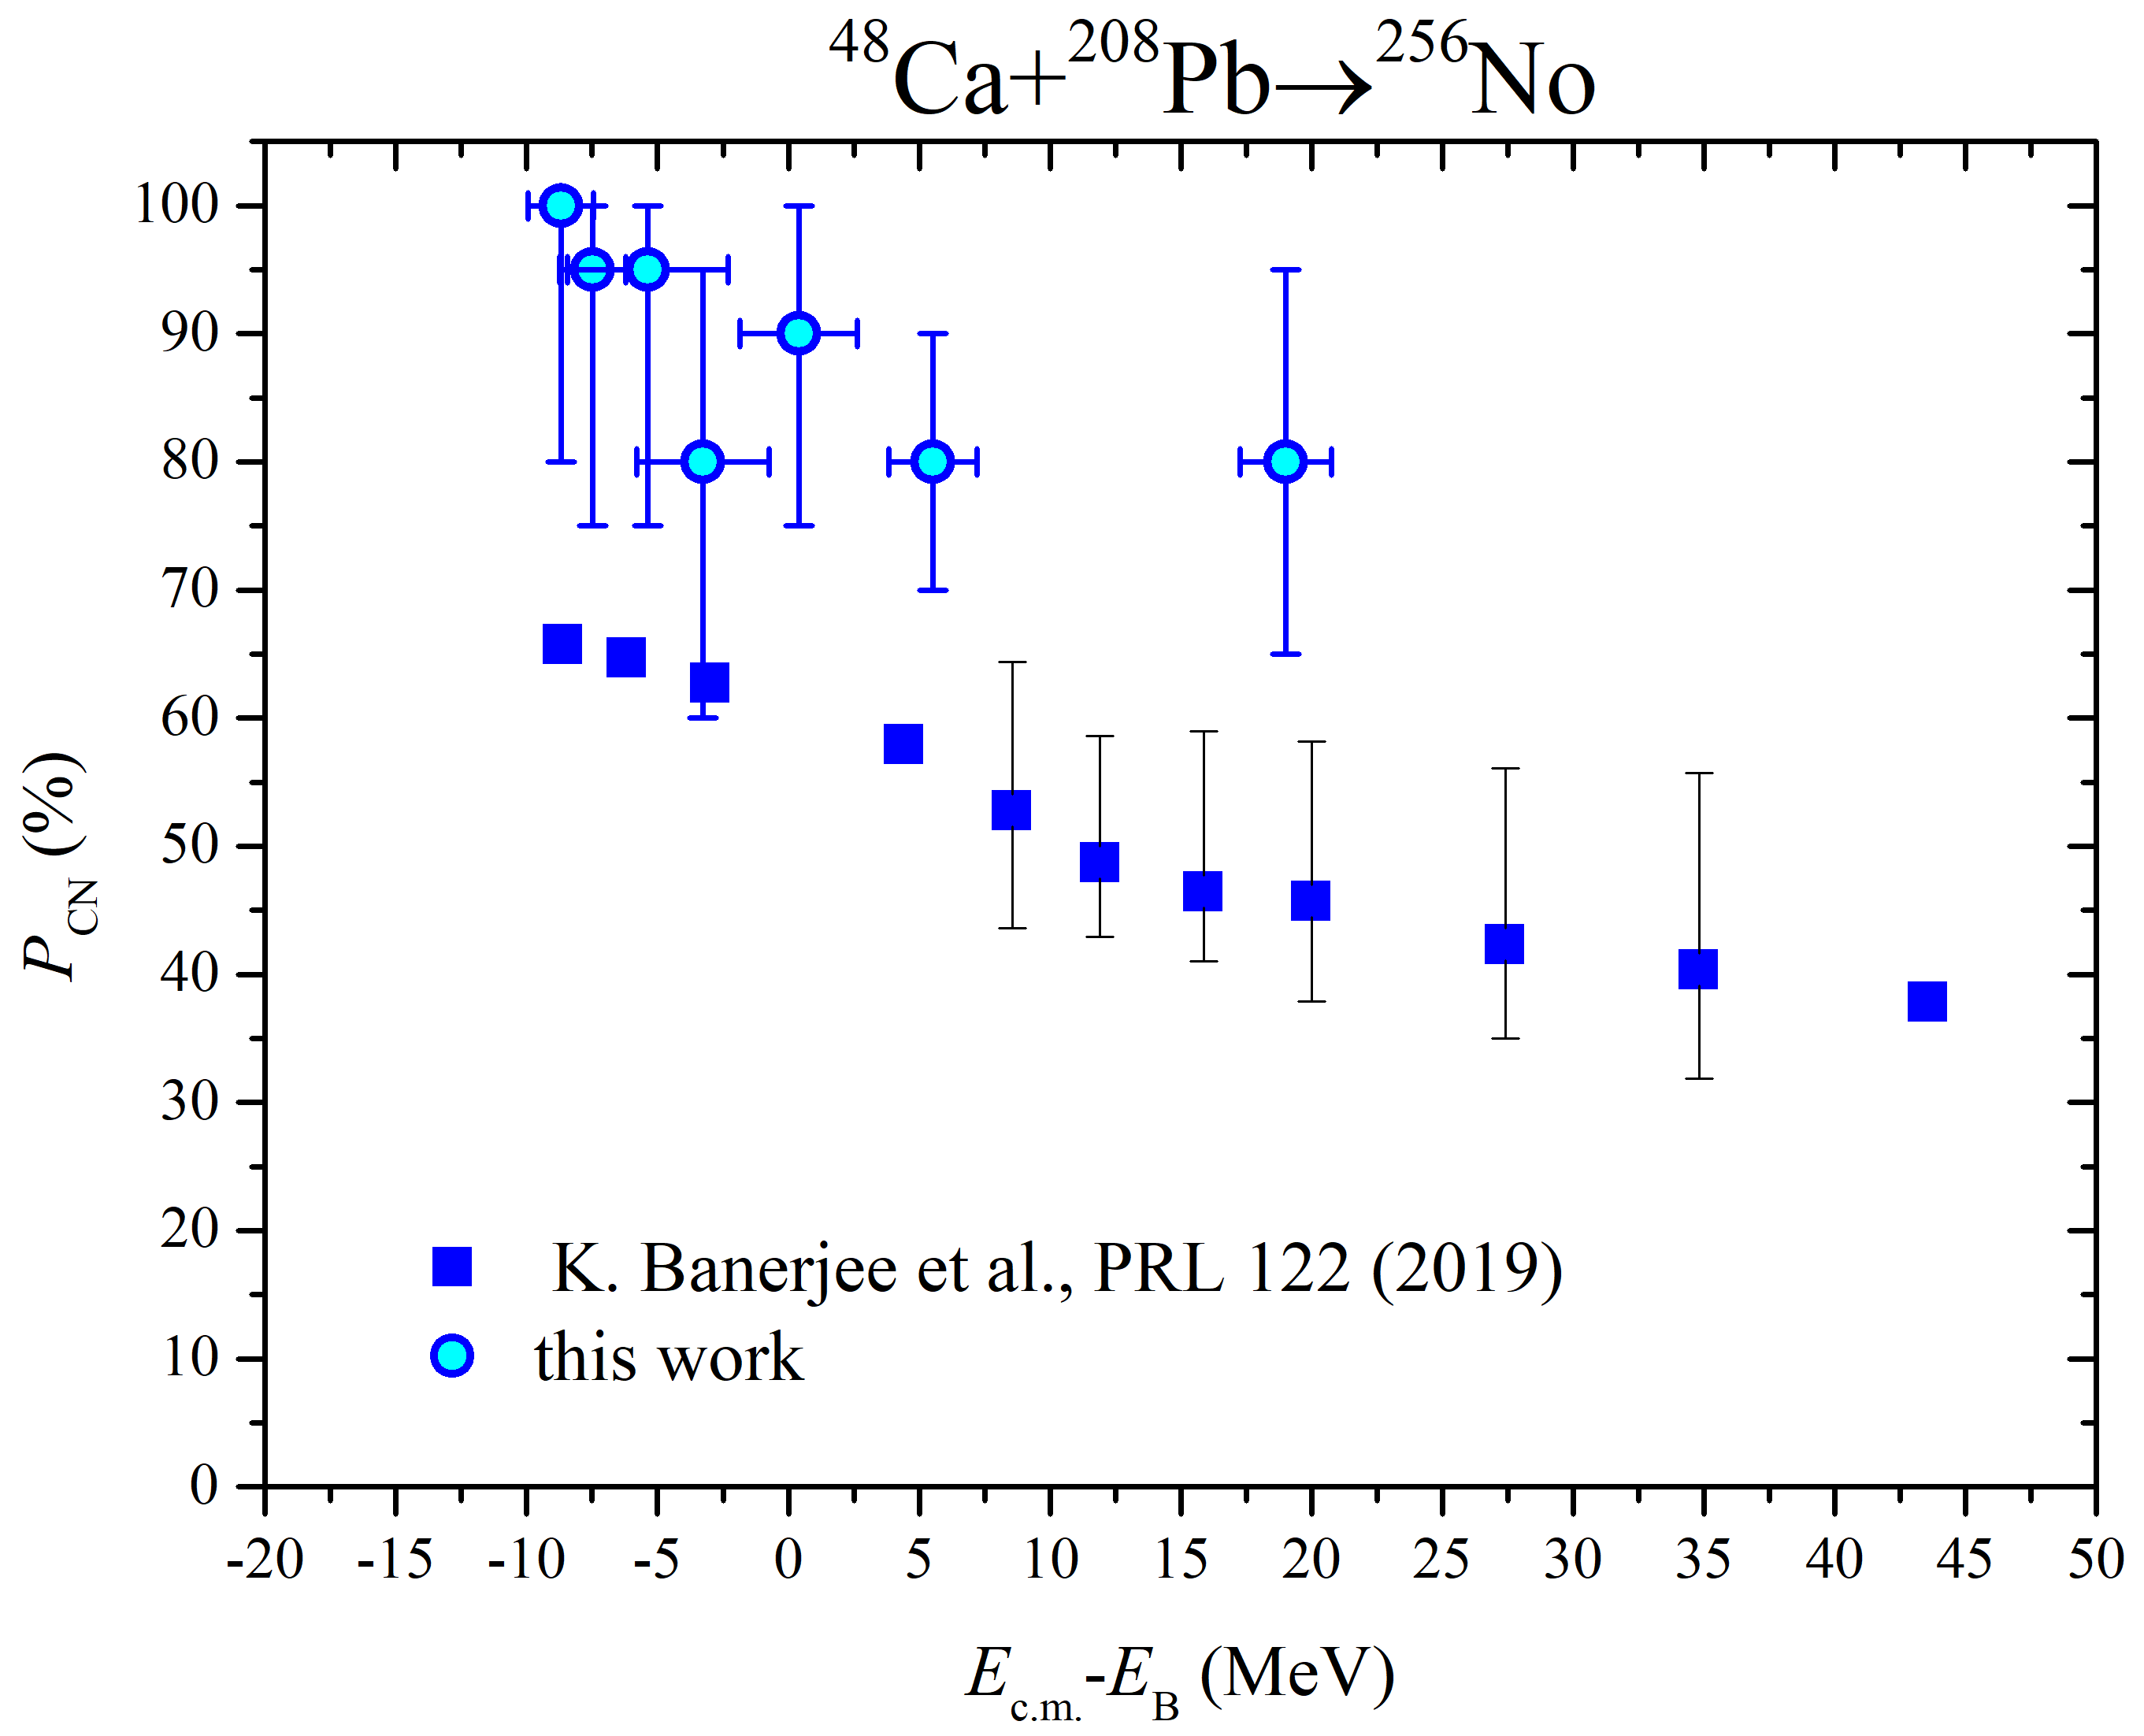 48Ca+208Pb→256No
100
90
80
70
60
50
40
30
20
10
0
PCN (%)
K. Banerjee et al., PRL 122 (2019)
this work
-20 -15 -10 -5 0 5 10 15 20 25 30 35 40 45 50
Ec.m.-EB (MeV)